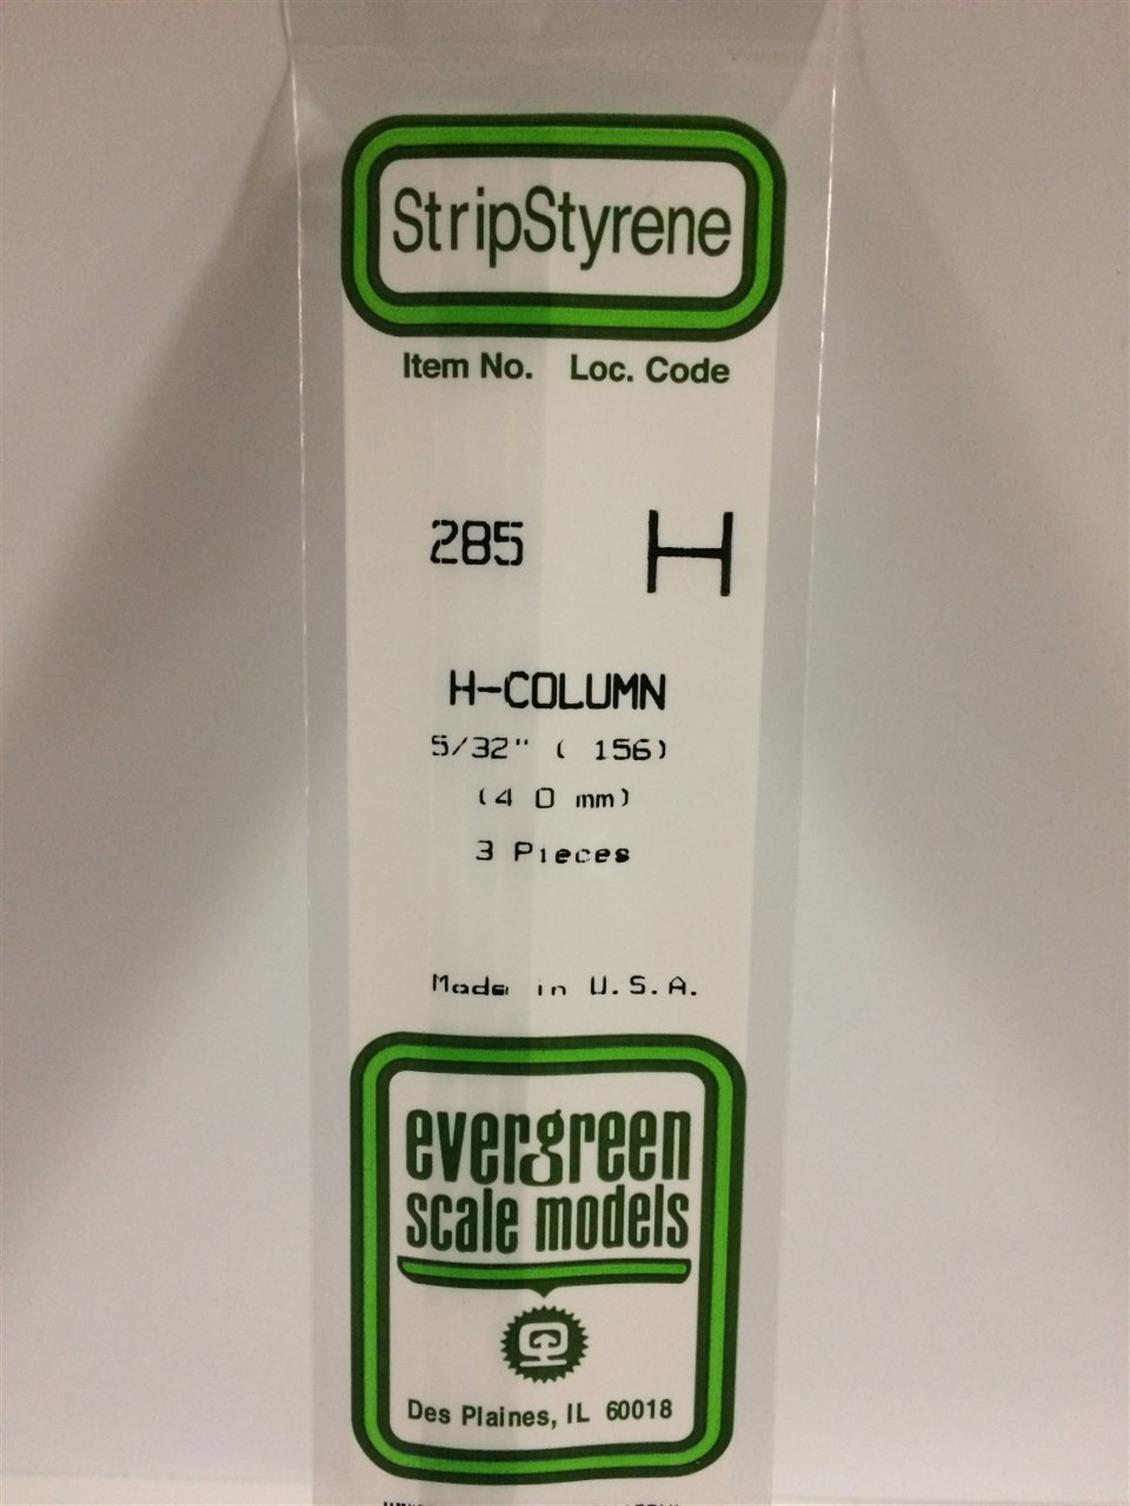 StripStyrene
Item No. Loc. Code
285 H
H-COLUMN
5/32" ( 156)
(4 0 mm)
3 Pieces
Made in U.S.A.
evergreen
scale models
Des Plaines, IL 60018